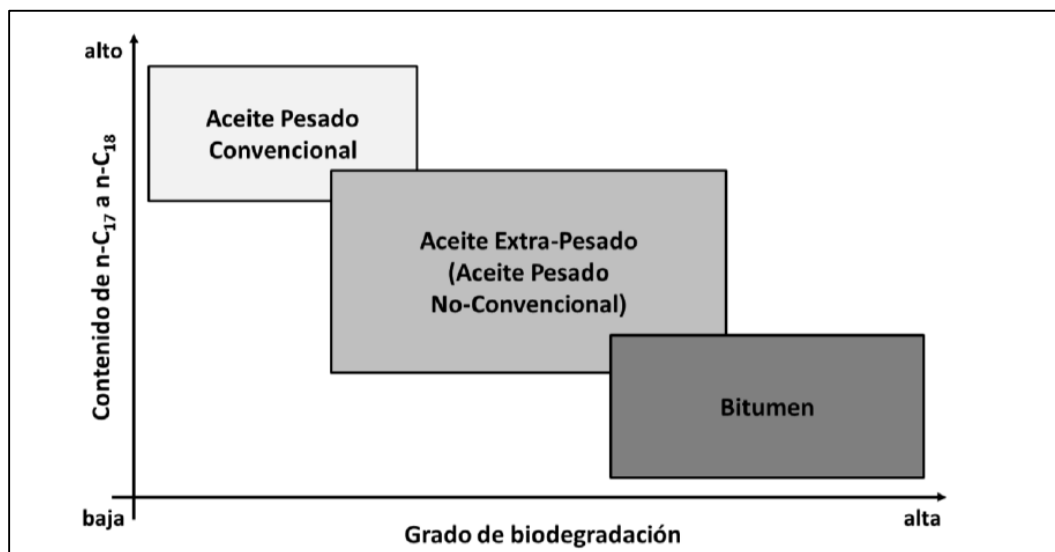 alto
Contenido de n-C₁₇ a n-C₁₈
Aceite Pesado
Convencional
Aceite Extra-Pesado
(Aceite Pesado
No-Convencional)
Bitumen
baja
Grado de biodegradación
alta